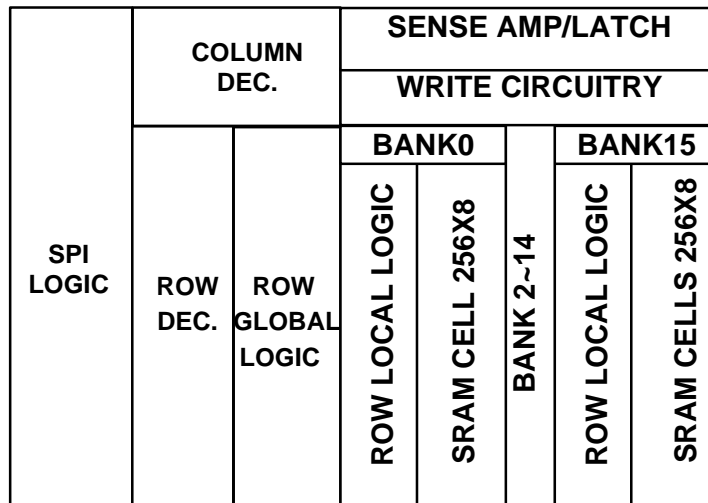 SENSE AMP/LATCH
COLUMN
DEC.
WRITE CIRCUITRY
BANK0
BANK15
SPI
LOGIC
ROW
DEC.
ROW
GLOBAL
LOGIC
ROW LOCAL LOGIC
SRAM CELL 256X8
BANK 2~14
ROW LOCAL LOGIC
SRAM CELLS 256X8